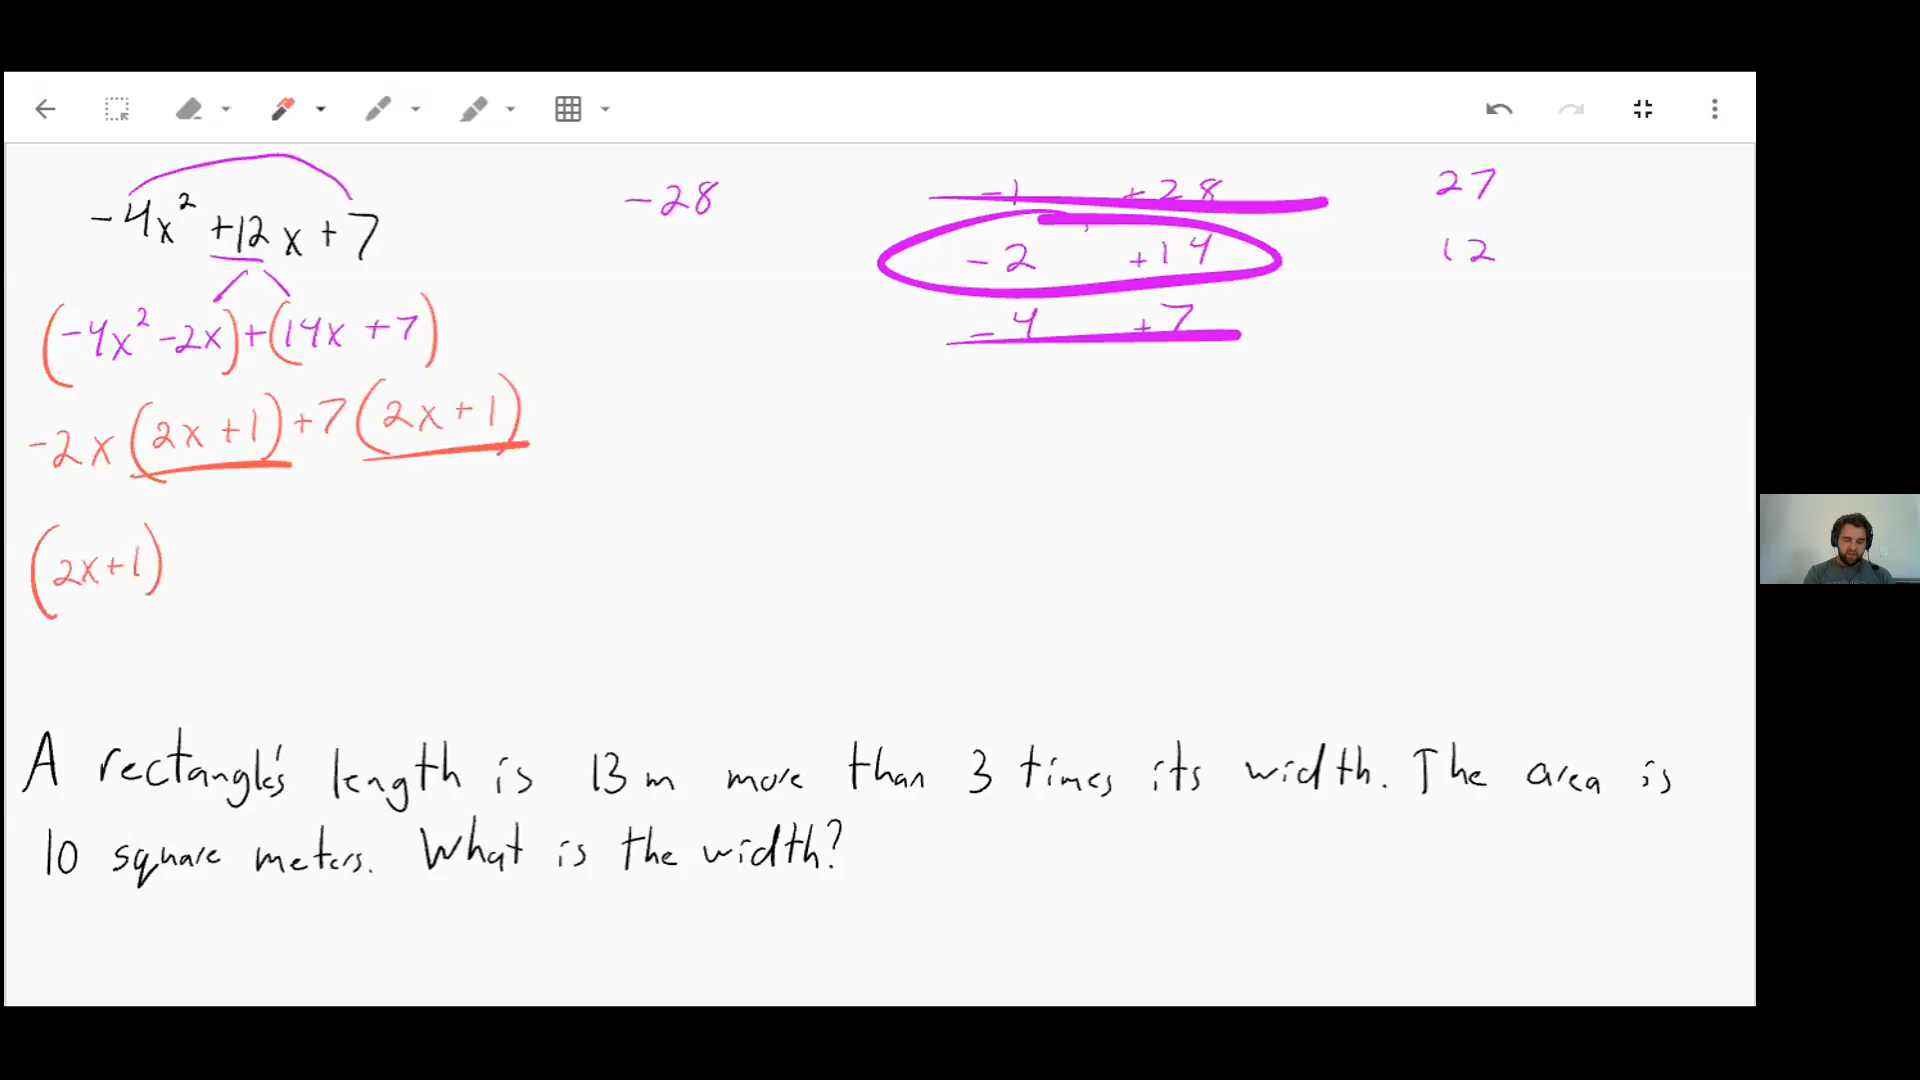 -4x² +12x +7
-28
-1 +28 27
-2 +14 12
-4 +7
(-4x² -2x)+(14x +7)
-2x(2x+1)+7(2x+1)
(2x+1)
A rectangle's length is 13 m more than 3 times its width. The area is
10 square meters. What is the width?